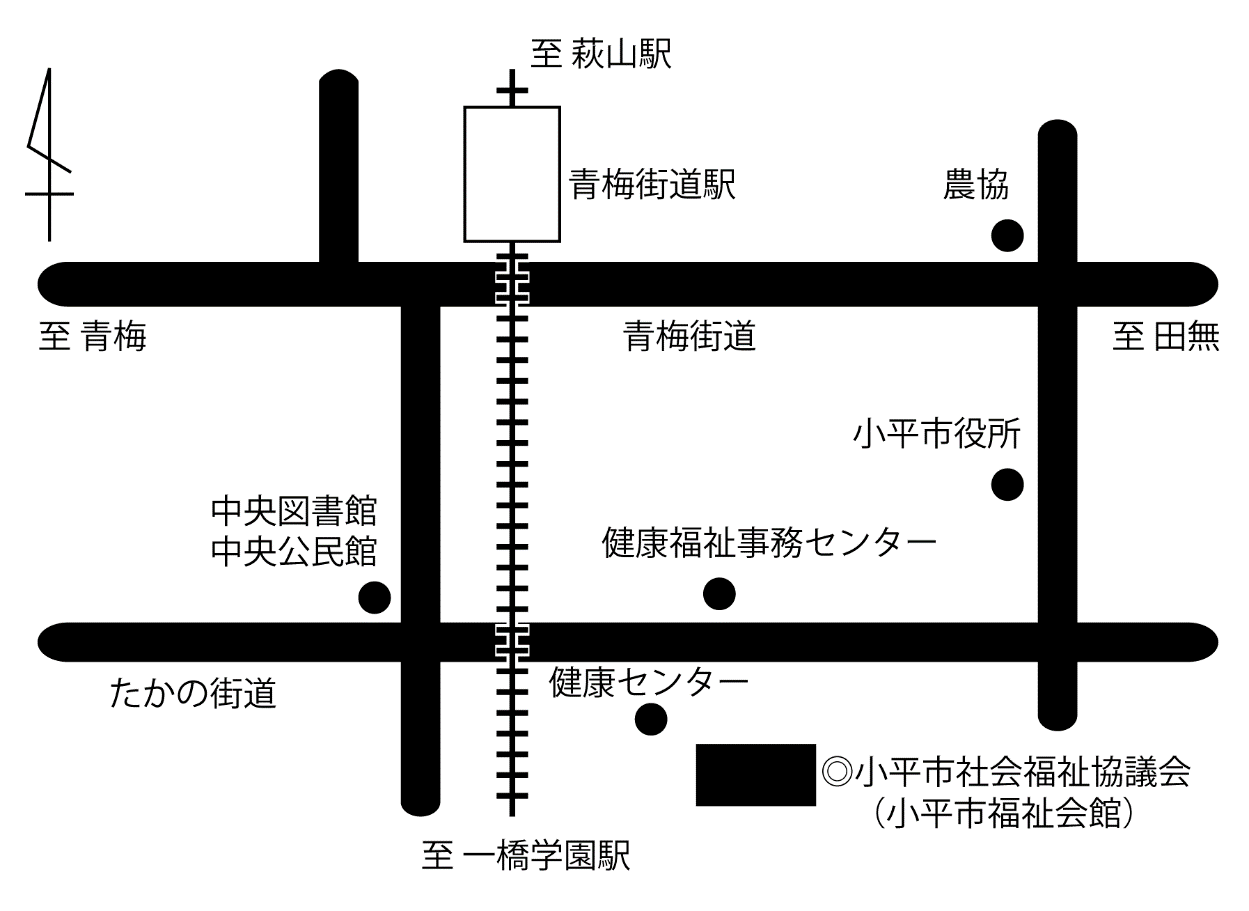 至 萩山駅
青梅街道駅
農協
至 青梅
青梅街道
至 田無
小平市役所
中央図書館
中央公民館
健康福祉事務センター
たかの街道
健康センター
◎小平市社会福祉協議会
（小平市福祉会館）
至 一橋学園駅